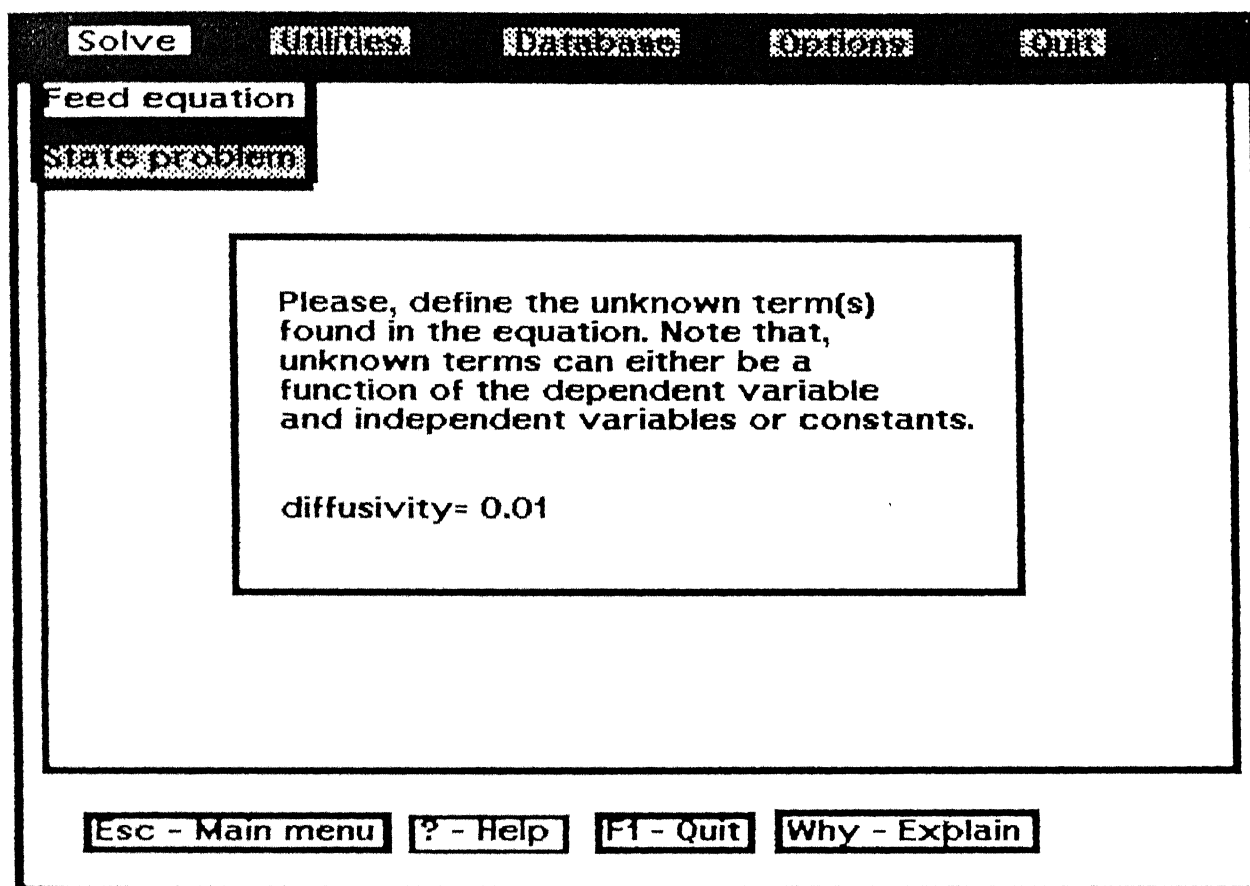 Solve Utilities Database Options Quit
Feed equation
State problem
Please, define the unknown term(s)
found in the equation. Note that,
unknown terms can either be a
function of the dependent variable
and independent variables or constants.
diffusivity= 0.01
Esc - Main menu ? - Help F1 - Quit Why - Explain